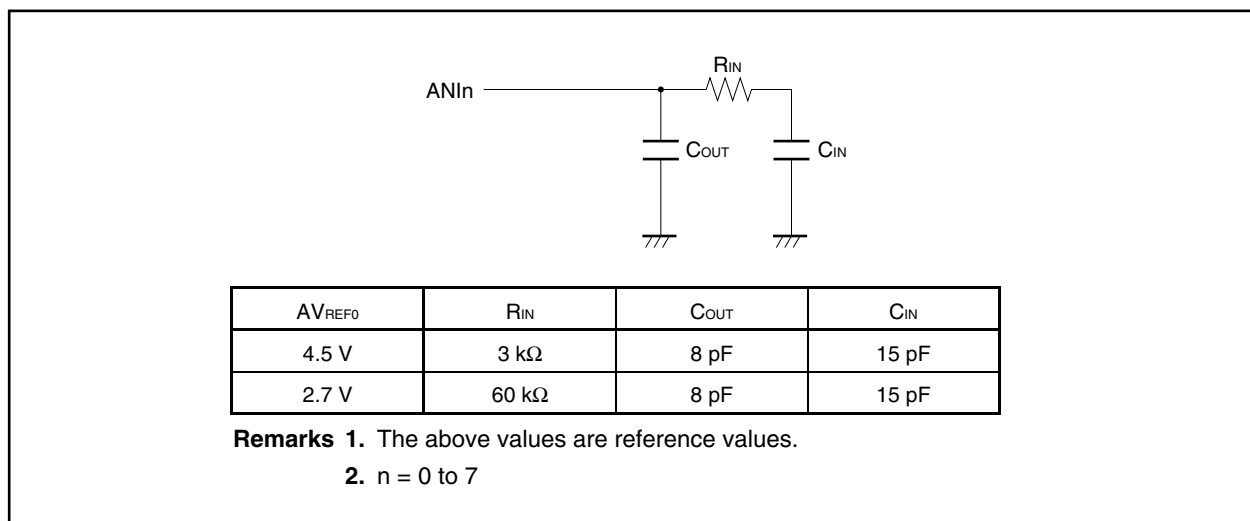 RIN
ANIn
COUT
CIN
AVREF0 RIN COUT CIN
4.5 V 3 kΩ 8 pF 15 pF
2.7 V 60 kΩ 8 pF 15 pF
Remarks 1. The above values are reference values.
2. n = 0 to 7